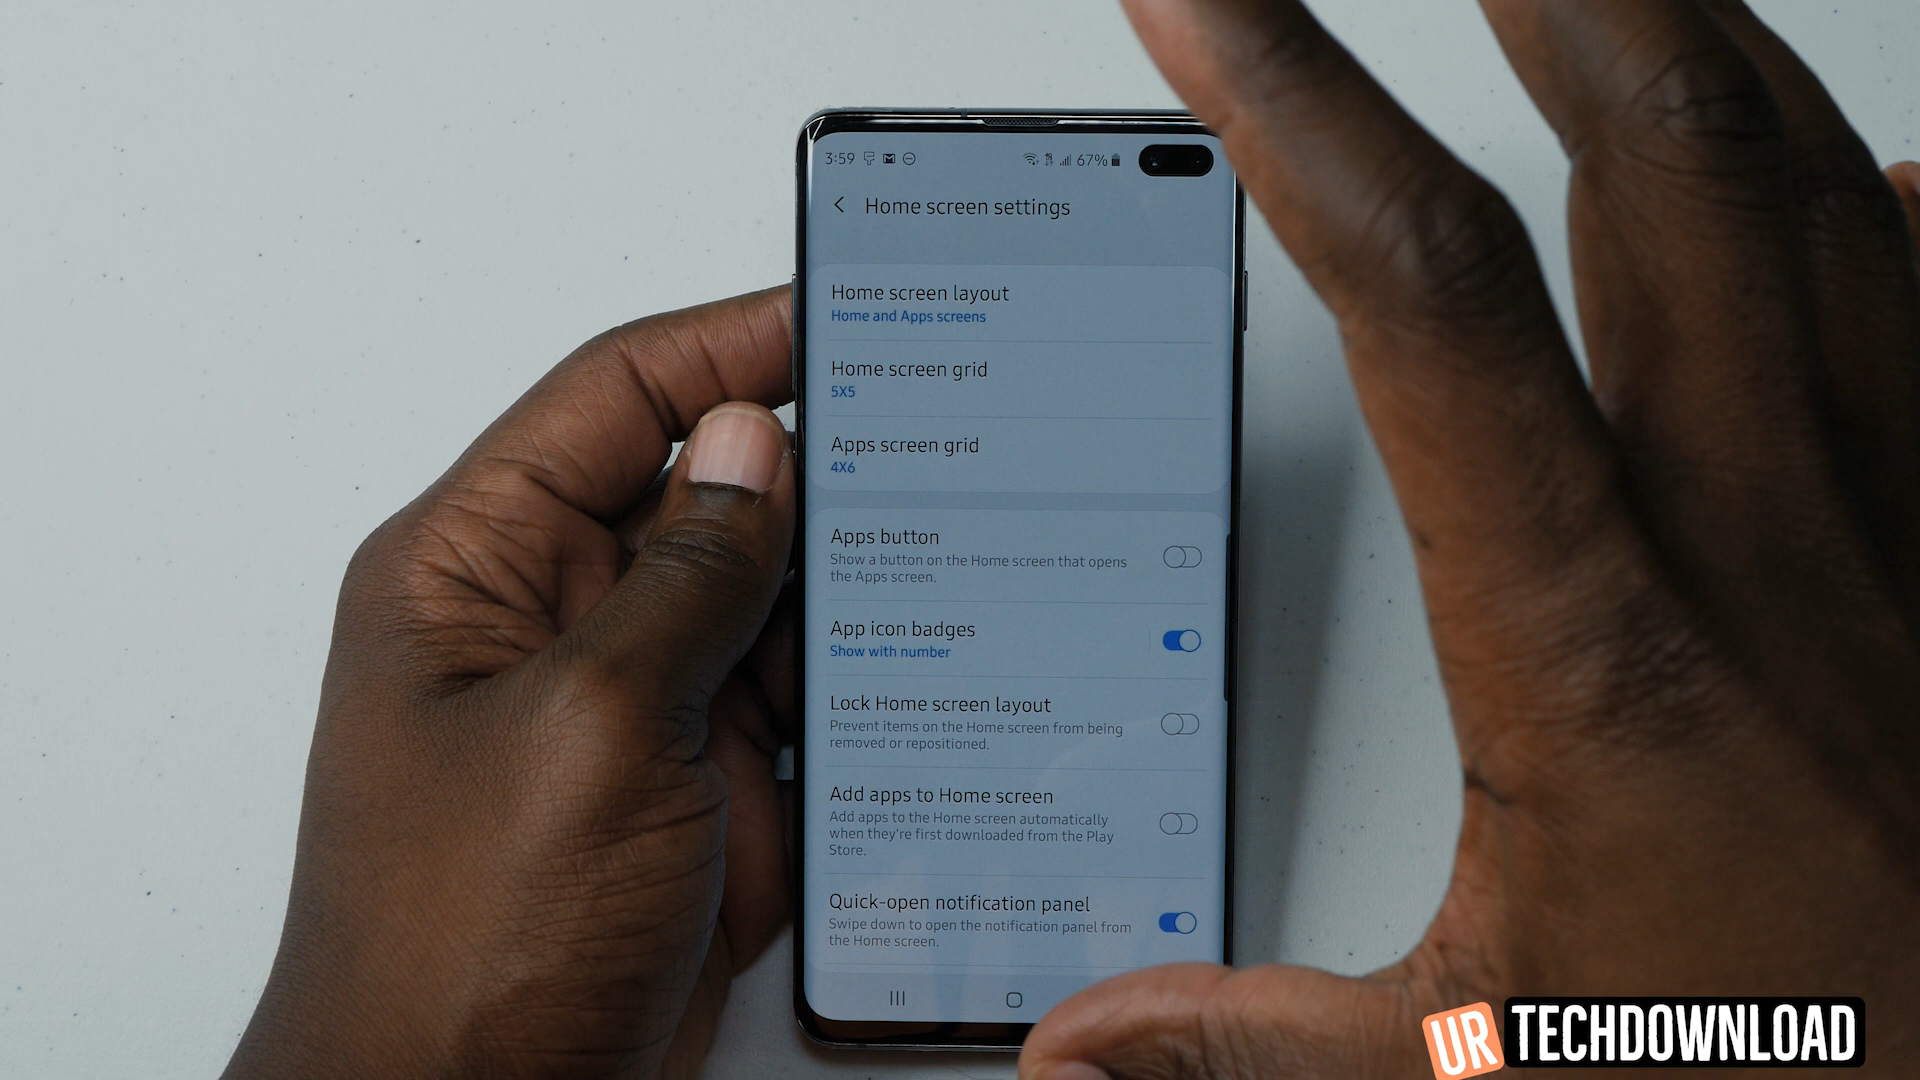 3:59 67%
Home screen settings
Home screen layout
Home and Apps screens
Home screen grid
5X5
Apps screen grid
4X6
Apps button
Show a button on the Home screen that opens
the Apps screen.
App icon badges
Show with number
Lock Home screen layout
Prevent items on the Home screen from being
removed or repositioned.
Add apps to Home screen
Add apps to the Home screen automatically
when they're first downloaded from the Play
Store.
Quick-open notification panel
Swipe down to open the notification panel from
the Home screen.
UR TECHDOWNLOAD